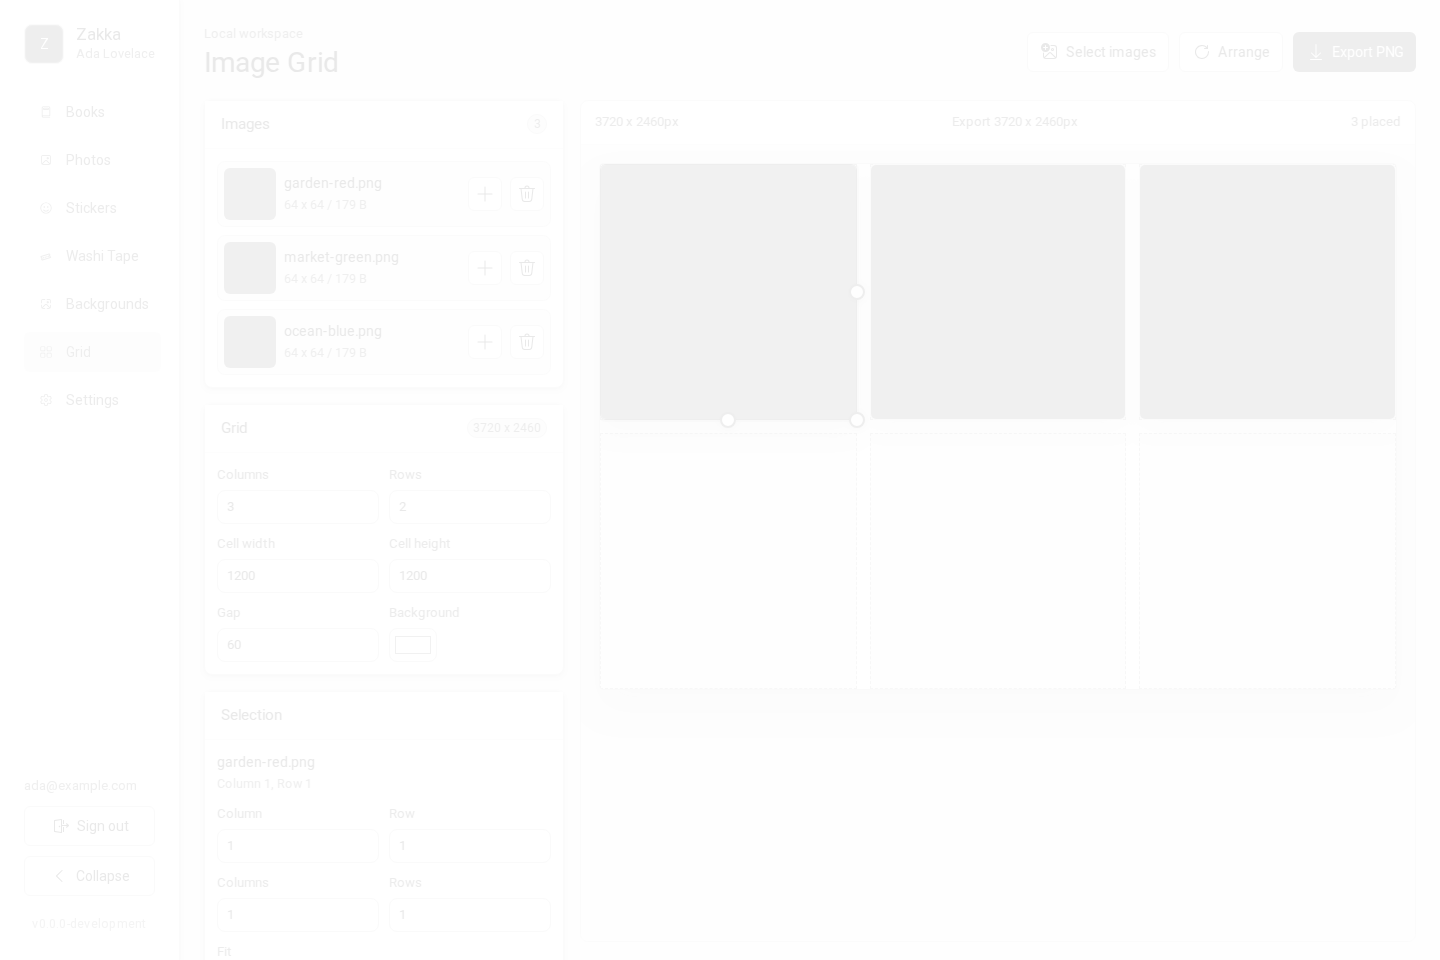 Z
Zakka
Ada Lovelace
Books
Photos
Stickers
Washi Tape
Backgrounds
Grid
Settings
ada@example.com
Sign out
Collapse
v0.0.0-development
Local workspace
Image Grid
Select images
Arrange
Export PNG
Images
3
garden-red.png
64 x 64 / 179 B
market-green.png
64 x 64 / 179 B
ocean-blue.png
64 x 64 / 179 B
Grid
3720 x 2460
Columns
Rows
3
2
Cell width
Cell height
1200
1200
Gap
Background
60
Selection
garden-red.png
Column 1, Row 1
Column
Row
1
1
Columns
Rows
1
1
Fit
3720 x 2460px
Export 3720 x 2460px
3 placed